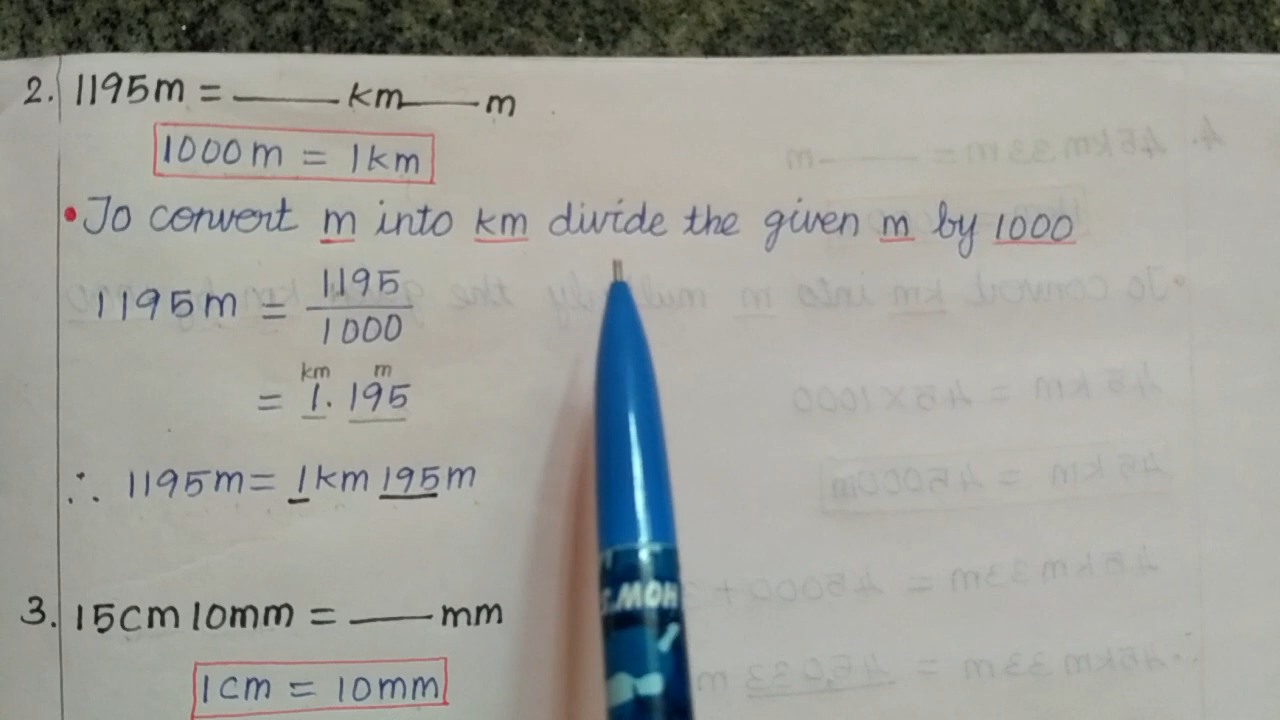 2. 1195m = ____ km ____ m
1000m = 1km
• To convert m into km divide the given m by 1000
1195m = 1195/1000
km m
= 1. 195
∴ 1195m = 1km 195m
3. 15cm 10mm = ____ mm
1cm = 10mm